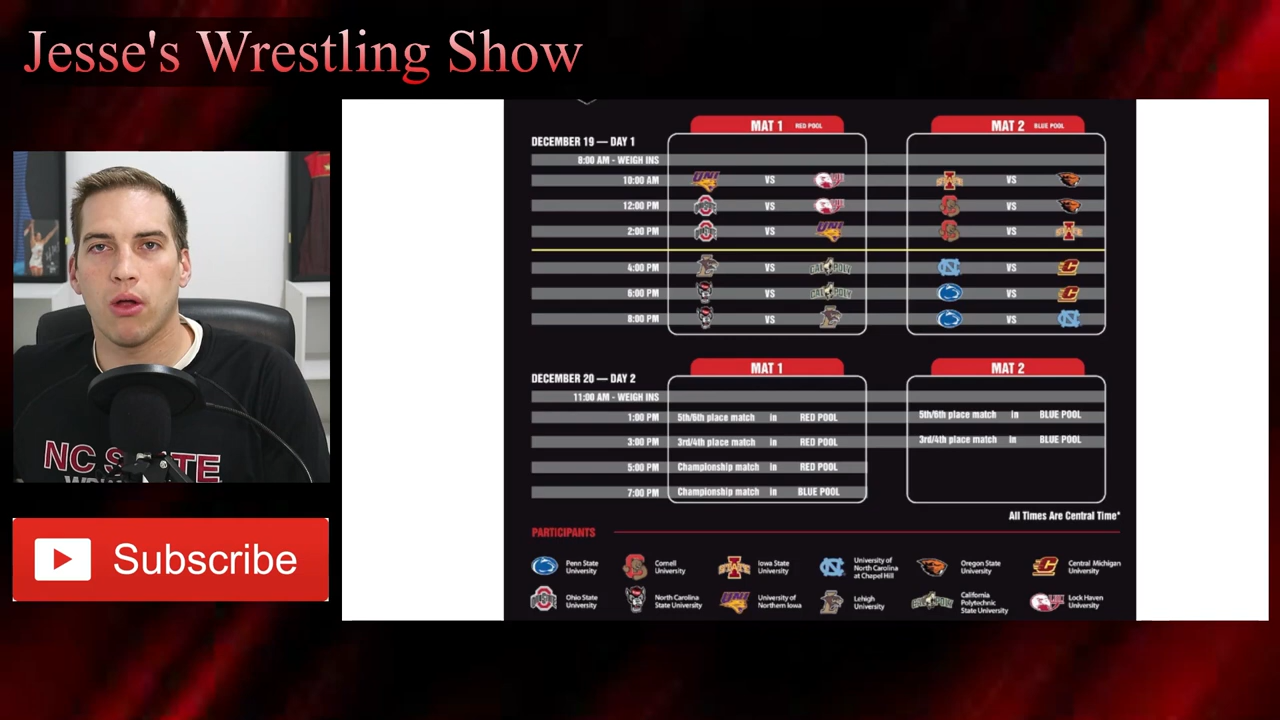 Jesse's Wrestling Show
MAT 1 RED POOL
MAT 2 BLUE POOL
DECEMBER 19 — DAY 1
8:00 AM - WEIGH INS
10:00 AM UNI VS VS
12:00 PM VS VS
2:00 PM VS UNI VS
4:00 PM VS CAL POLY VS
6:00 PM VS CAL POLY VS
8:00 PM VS VS
MAT 1
MAT 2
DECEMBER 20 — DAY 2
11:00 AM - WEIGH INS
1:00 PM 5th/6th place match in RED POOL 5th/6th place match in BLUE POOL
3:00 PM 3rd/4th place match in RED POOL 3rd/4th place match in BLUE POOL
5:00 PM Championship match in RED POOL
7:00 PM Championship match in BLUE POOL
All Times Are Central Time*
PARTICIPANTS
Penn State University
Cornell University
Iowa State University
University of North Carolina at Chapel Hill
Oregon State University
Central Michigan University
Ohio State University
North Carolina State University
University of Northern Iowa
Lehigh University
California Polytechnic State University
Lock Haven University
NC STATE
Subscribe